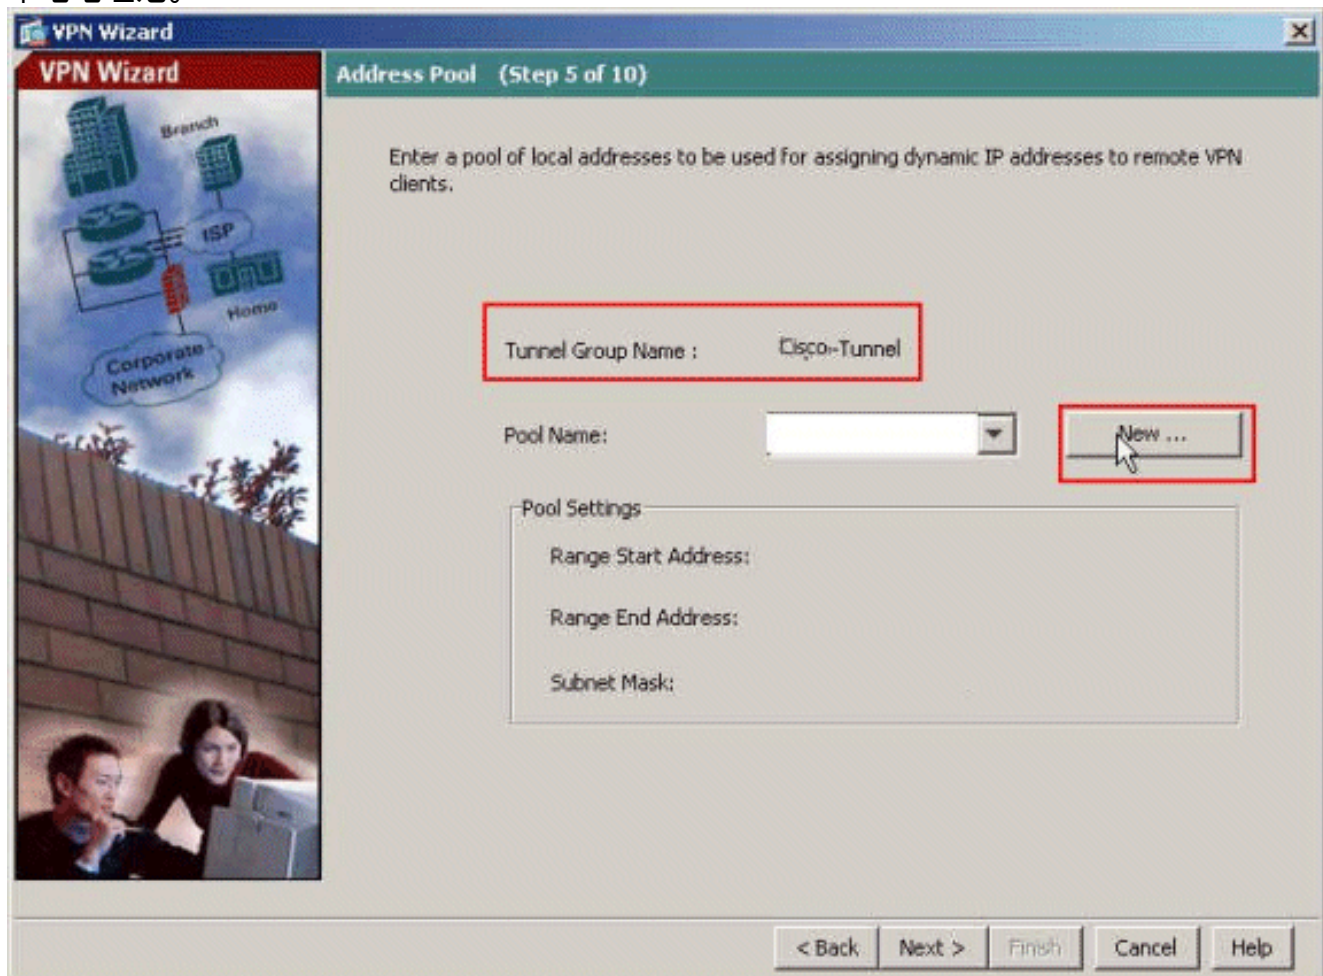 VPN Wizard
VPN Wizard
Address Pool (Step 5 of 10)
Branch
ISP
Home
Corporate
Network
Enter a pool of local addresses to be used for assigning dynamic IP addresses to remote VPN
clients.
Tunnel Group Name : Cisco-Tunnel
Pool Name:
New ...
Pool Settings
Range Start Address:
Range End Address:
Subnet Mask:
< Back Next > Finish Cancel Help